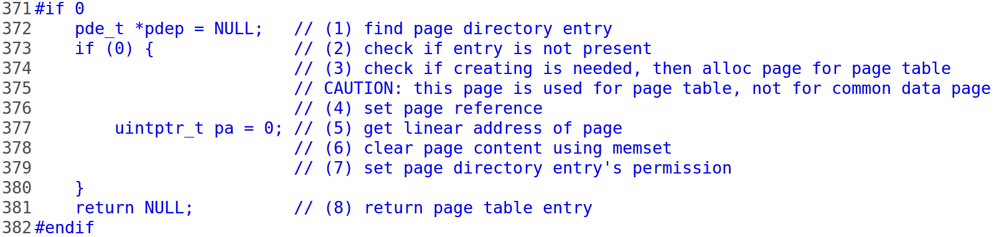 371#if 0
372    pde_t *pdep = NULL;   // (1) find page directory entry
373    if (0) {              // (2) check if entry is not present
374                          // (3) check if creating is needed, then alloc page for page table
375                          // CAUTION: this page is used for page table, not for common data page
376                          // (4) set page reference
377        uintptr_t pa = 0; // (5) get linear address of page
378                          // (6) clear page content using memset
379                          // (7) set page directory entry's permission
380    }
381    return NULL;          // (8) return page table entry
382#endif